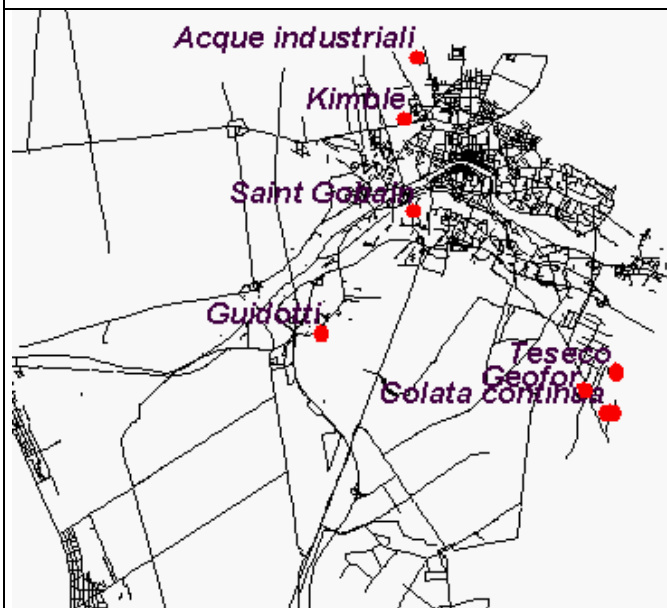 Acque industriali
Kimble
Saint Gobain
Guidotti
Teseco
Geofor
Colata continua